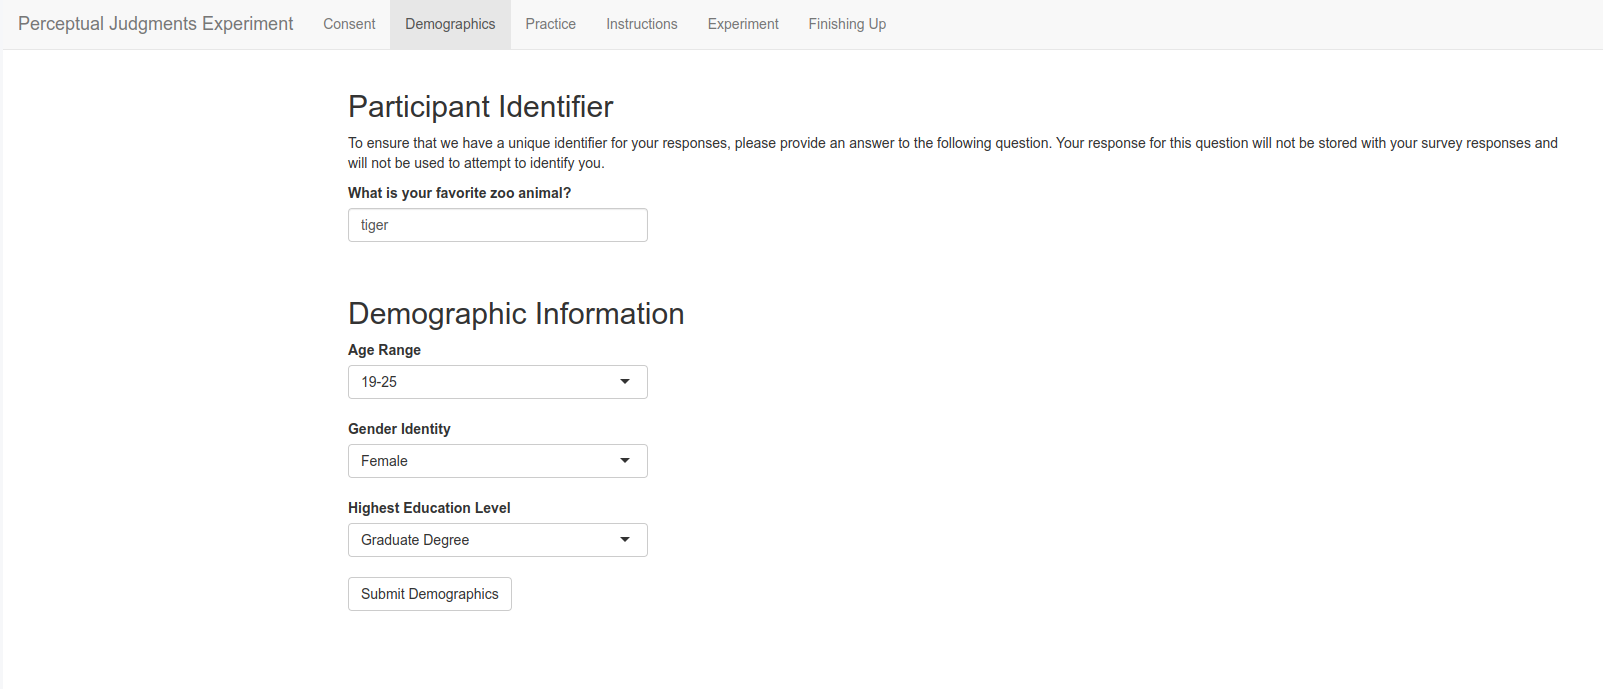 Perceptual Judgments Experiment Consent Demographics Practice Instructions Experiment Finishing Up
Participant Identifier
To ensure that we have a unique identifier for your responses, please provide an answer to the following question. Your response for this question will not be stored with your survey responses and
will not be used to attempt to identify you.
What is your favorite zoo animal?
tiger
Demographic Information
Age Range
19-25
Gender Identity
Female
Highest Education Level
Graduate Degree
Submit Demographics